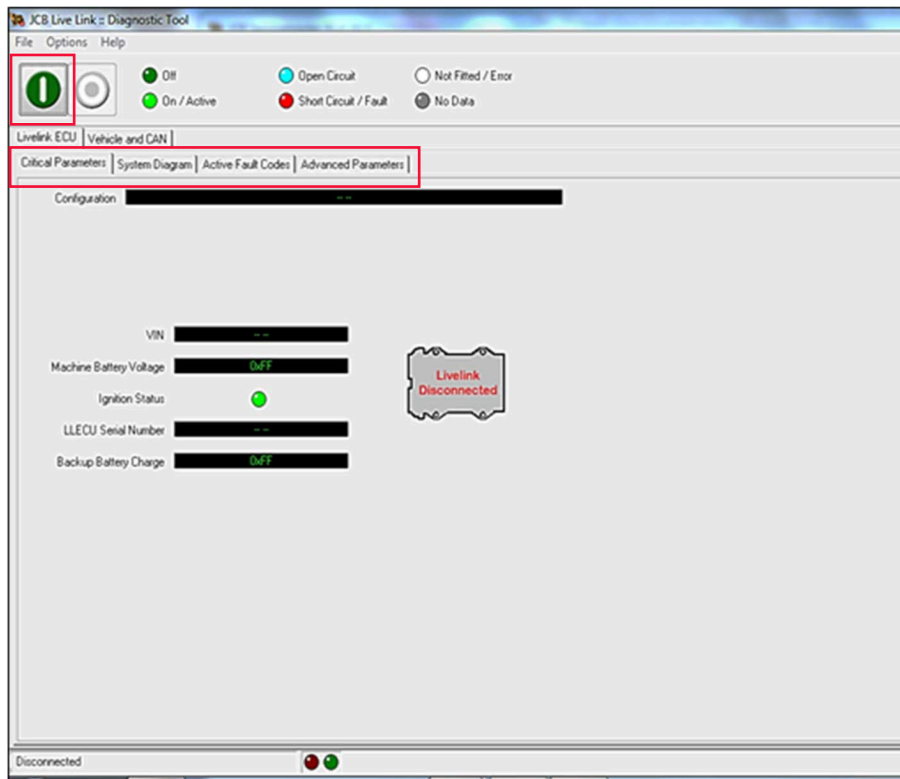 JCB Live Link :: Diagnostic Tool
File Options Help
Off Open Circuit Not Fitted / Error
On / Active Short Circuit / Fault No Data
Livelink ECU Vehicle and CAN
Critical Parameters System Diagram Active Fault Codes Advanced Parameters
Configuration --
VIN --
Machine Battery Voltage 0xFF
Livelink
Disconnected
Ignition Status
LLECU Serial Number --
Backup Battery Charge 0xFF
Disconnected